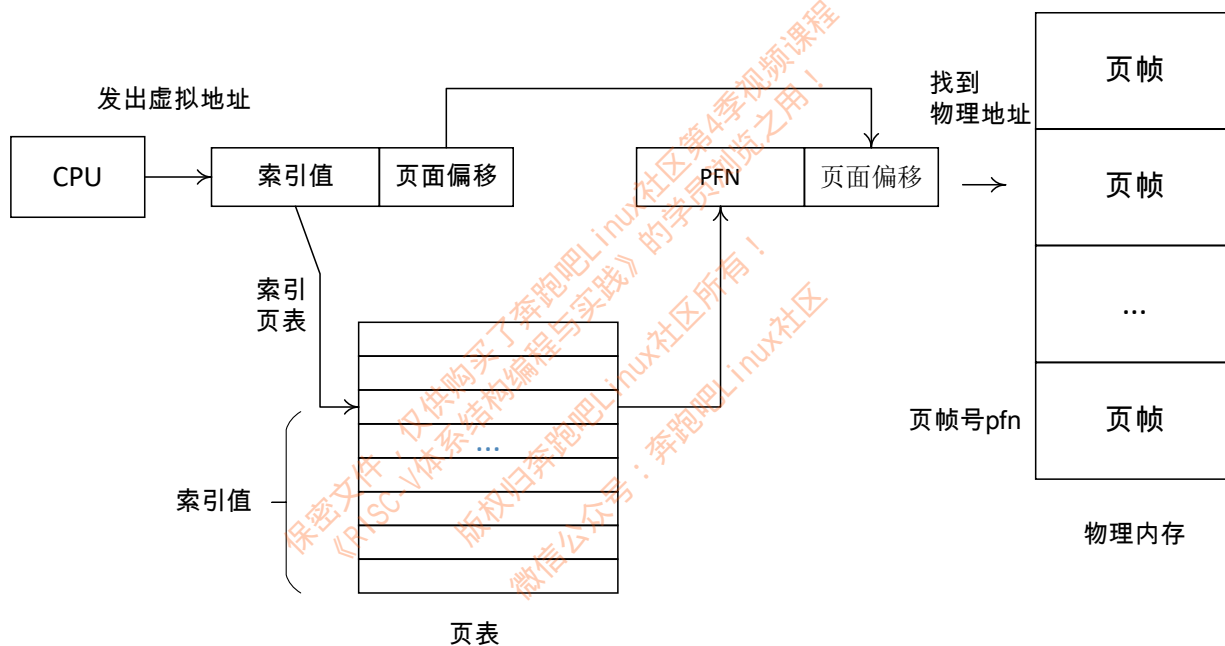 发出虚拟地址
CPU
索引值
页面偏移
索引
页表
索引值
...
页表
PFN
页面偏移
找到
物理地址
页帧
页帧
...
页帧
页帧号pfn
物理内存
保密文件，仅供购买了奔跑吧Linux社区第4季视频课程
《RISC-V体系结构编程与实践》的学员浏览之用！
版权归奔跑吧Linux社区所有！
微信公众号：奔跑吧Linux社区